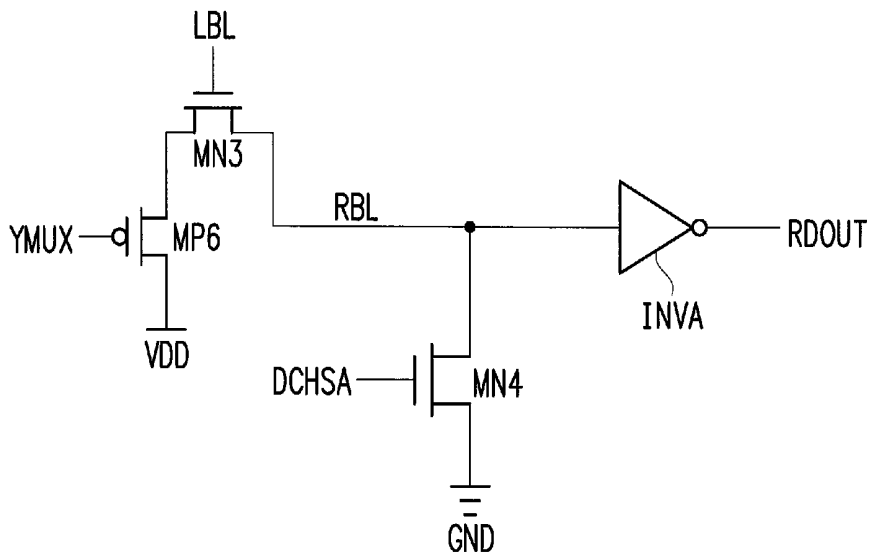 LBL
MN3
RBL
YMUX
MP6
RDOUT
INVA
VDD
DCHSA
MN4
GND